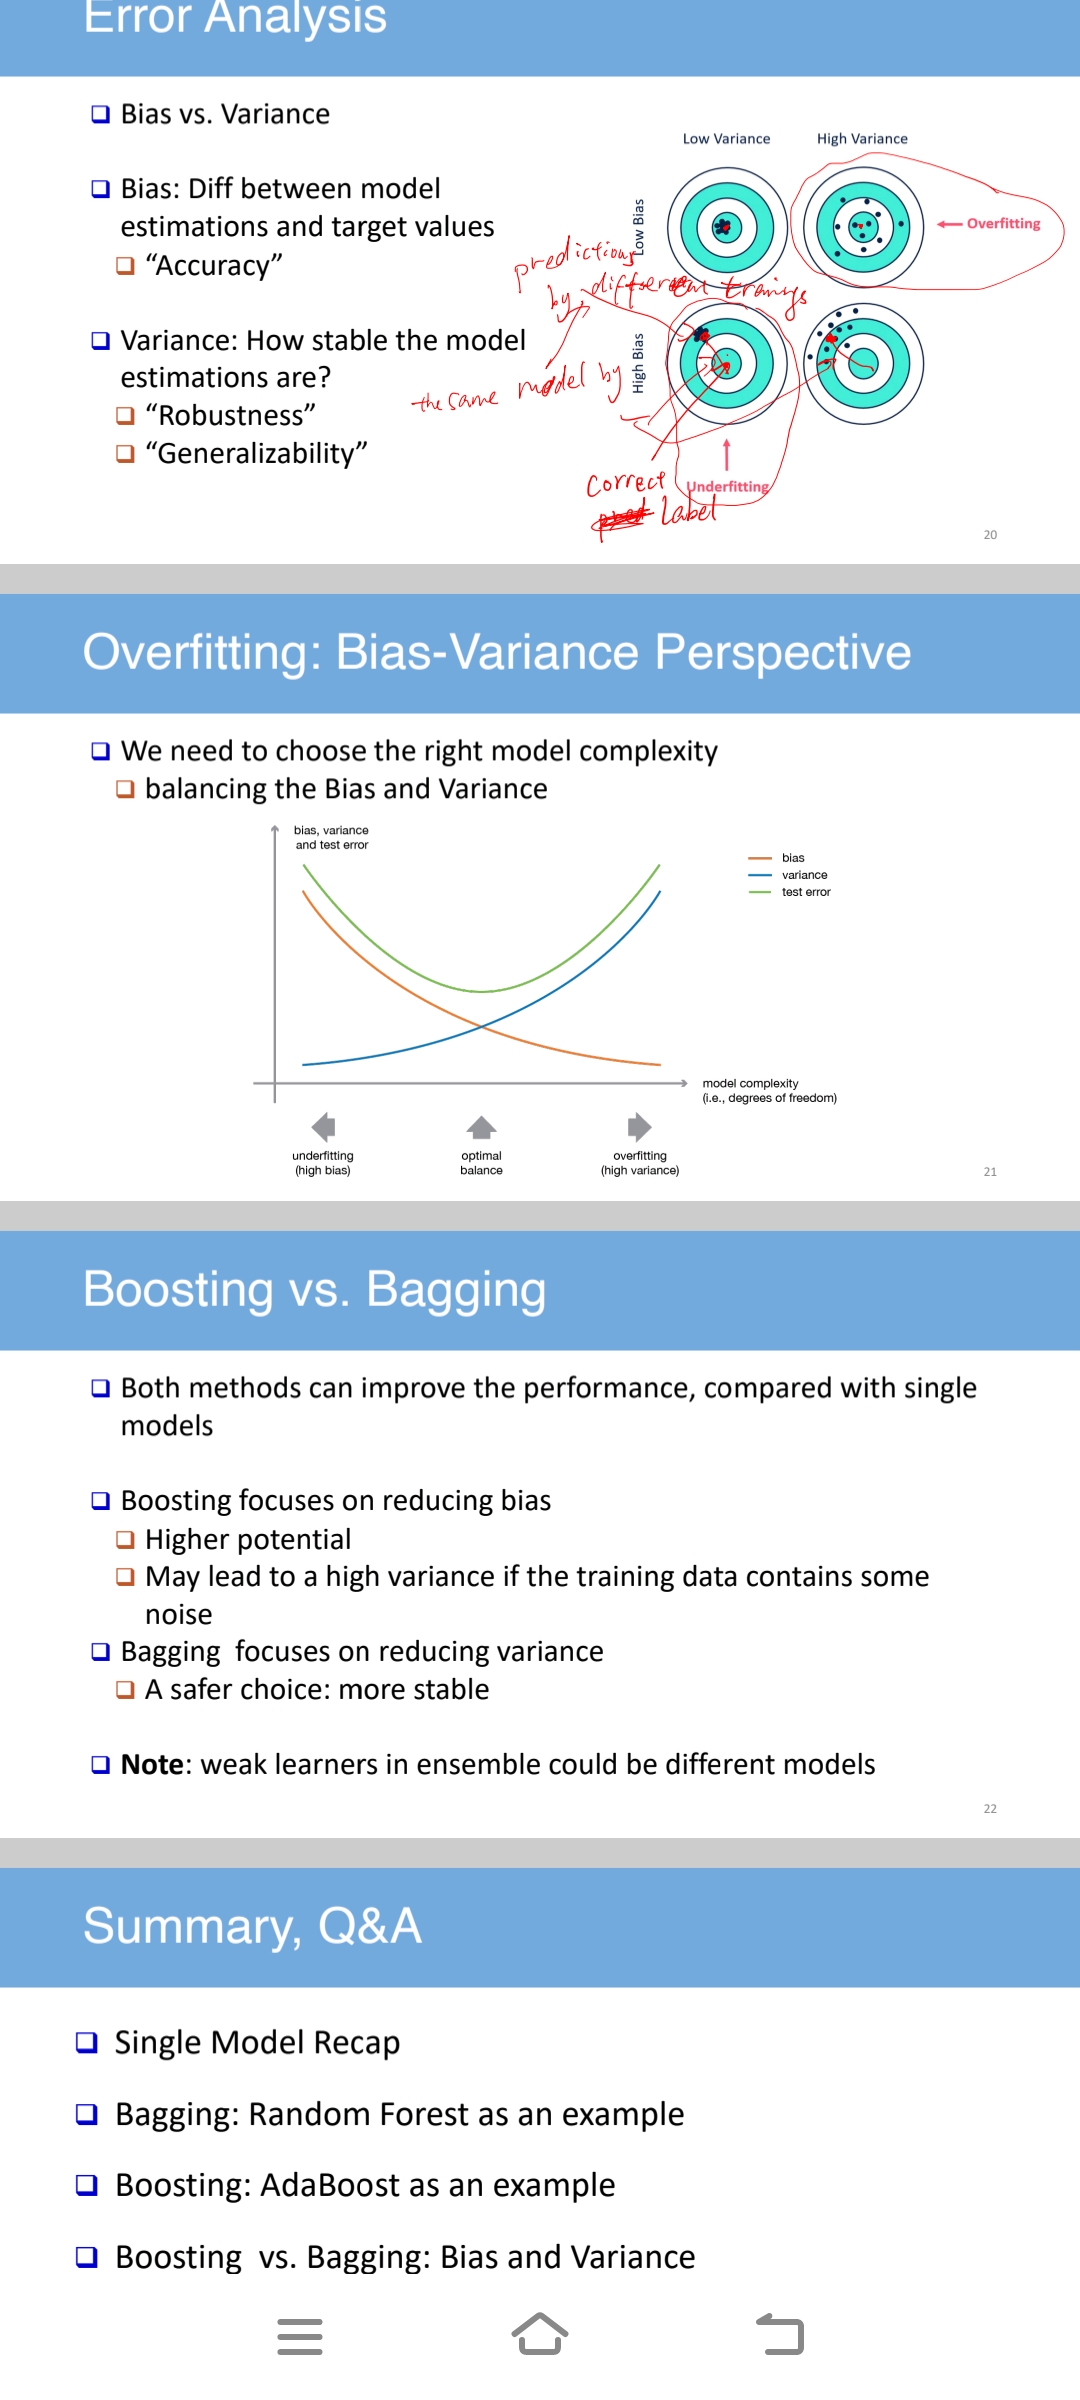 Error Analysis
Bias vs. Variance
Bias: Diff between model
estimations and target values
“Accuracy”
Variance: How stable the model
estimations are?
“Robustness”
“Generalizability”
Low Variance
High Variance
Low Bias
High Bias
Overfitting
Underfitting
predictions
by different trainings
the same model by
Correct
Label
20
Overfitting: Bias-Variance Perspective
We need to choose the right model complexity
balancing the Bias and Variance
bias, variance
and test error
bias
variance
test error
model complexity
(i.e., degrees of freedom)
underfitting
(high bias)
optimal
balance
overfitting
(high variance)
21
Boosting vs. Bagging
Both methods can improve the performance, compared with single
models
Boosting focuses on reducing bias
Higher potential
May lead to a high variance if the training data contains some
noise
Bagging focuses on reducing variance
A safer choice: more stable
Note: weak learners in ensemble could be different models
22
Summary, Q&A
Single Model Recap
Bagging: Random Forest as an example
Boosting: AdaBoost as an example
Boosting vs. Bagging: Bias and Variance